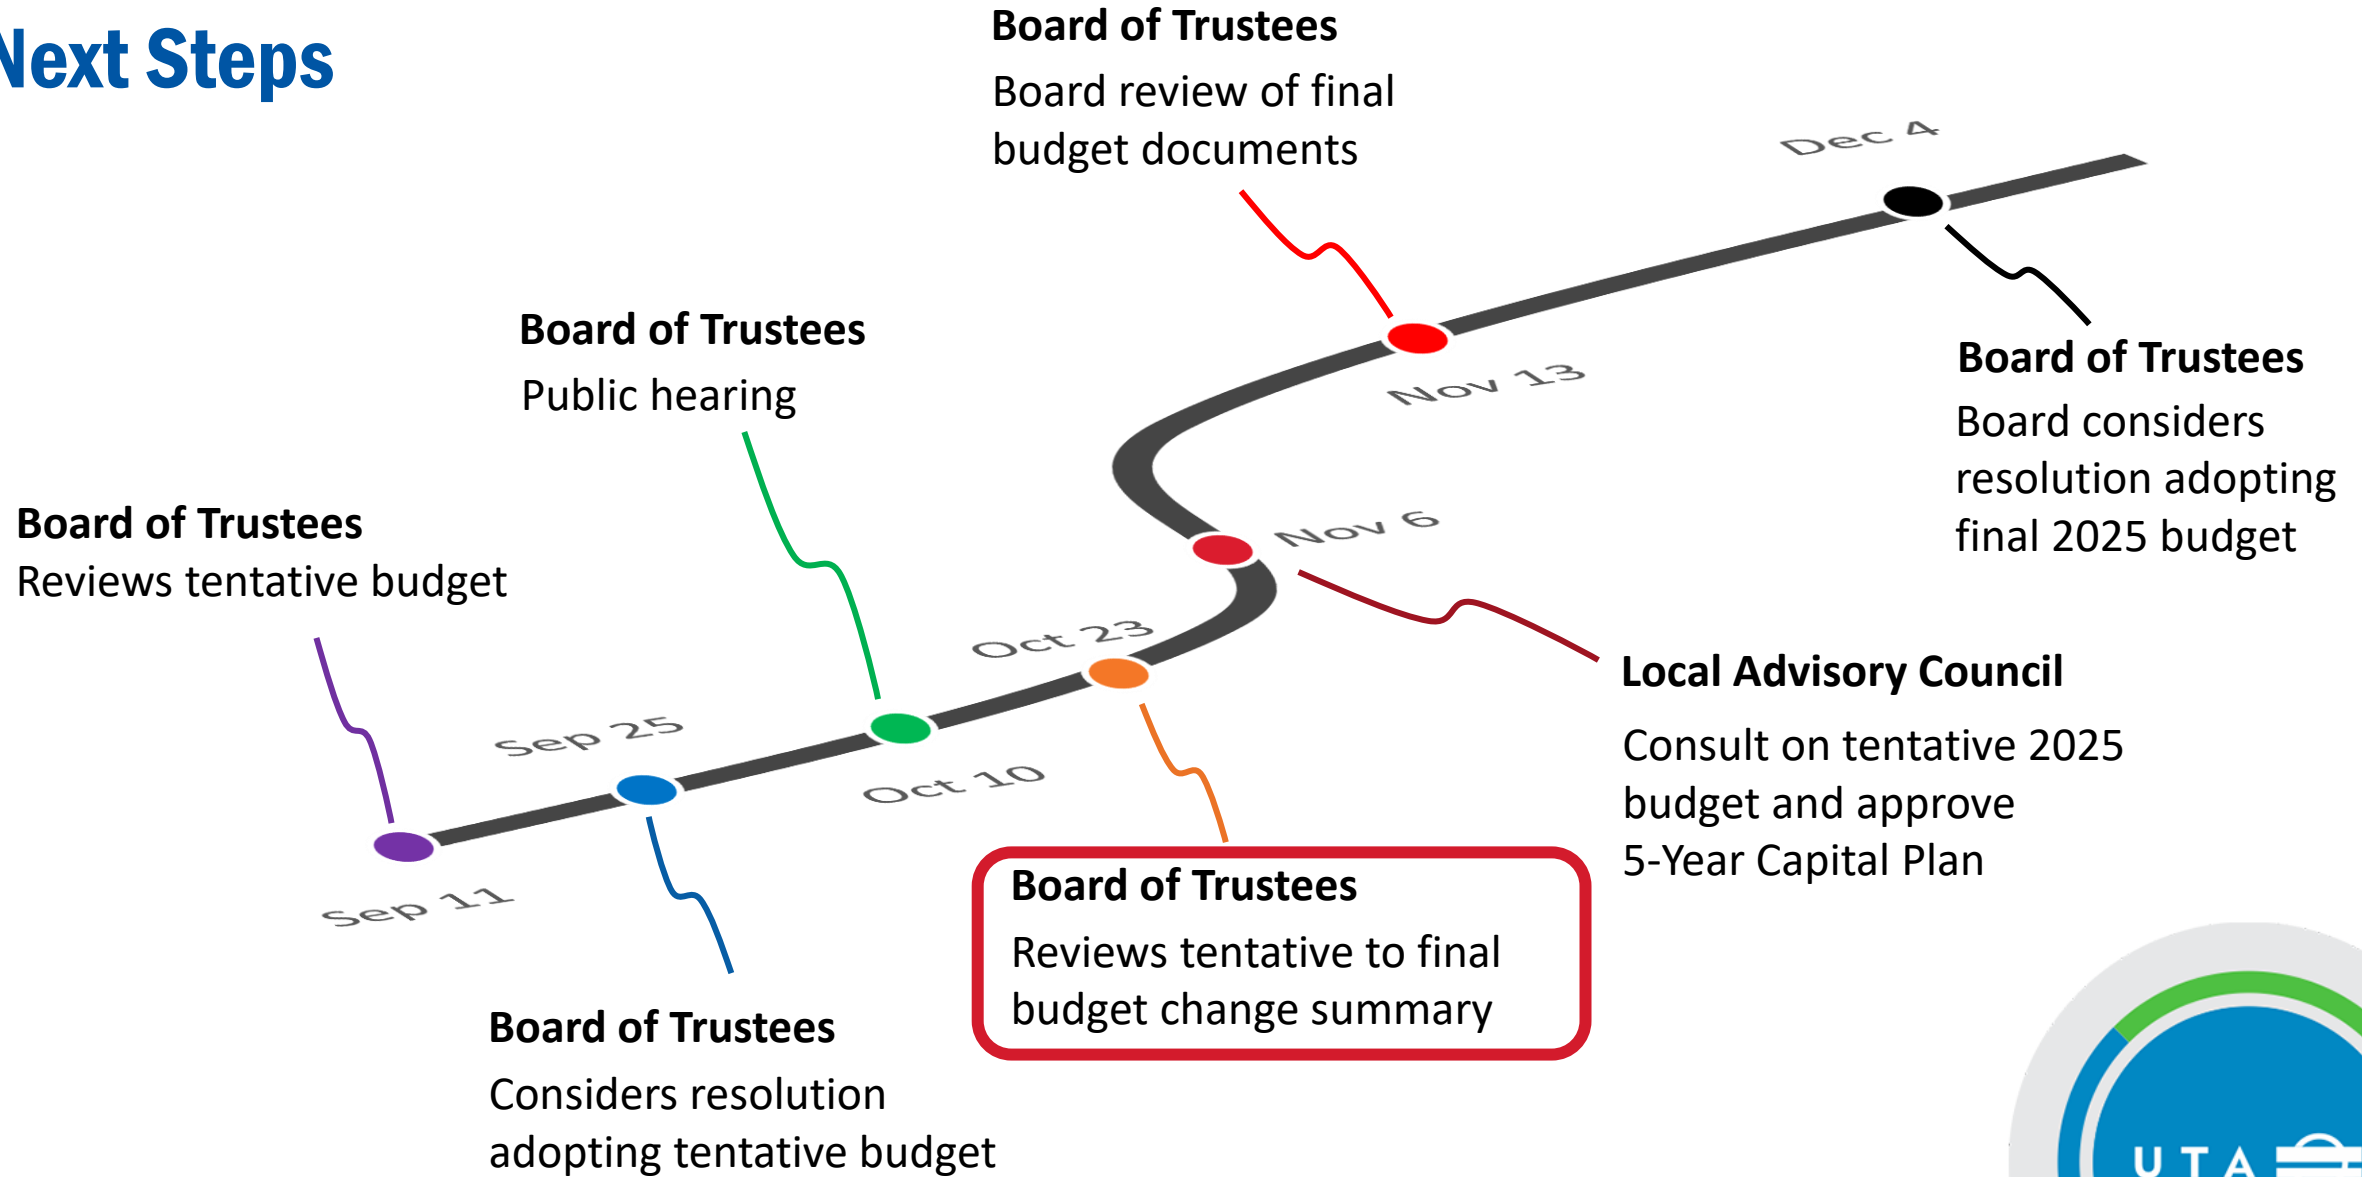 Next Steps
Board of Trustees
Board review of final
budget documents
Dec 4
Board of Trustees
Public hearing
Nov 13
Board of Trustees
Board considers
resolution adopting
final 2025 budget
Board of Trustees
Reviews tentative budget
Nov 6
Oct 23
Local Advisory Council
Consult on tentative 2025
budget and approve
5-Year Capital Plan
Sep 25
Oct 10
Sep 11
Board of Trustees
Reviews tentative to final
budget change summary
Board of Trustees
Considers resolution
adopting tentative budget
UTA